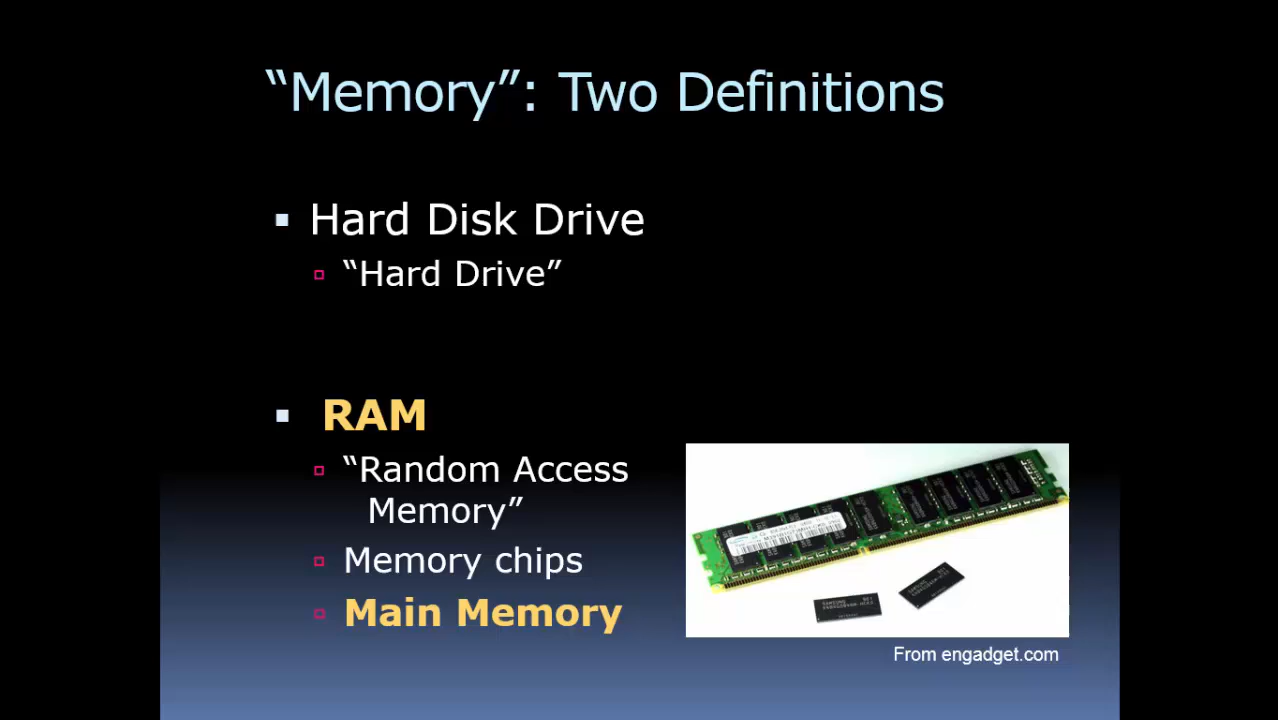 “Memory”: Two Definitions
Hard Disk Drive
“Hard Drive”
RAM
“Random Access
Memory”
Memory chips
Main Memory
From engadget.com